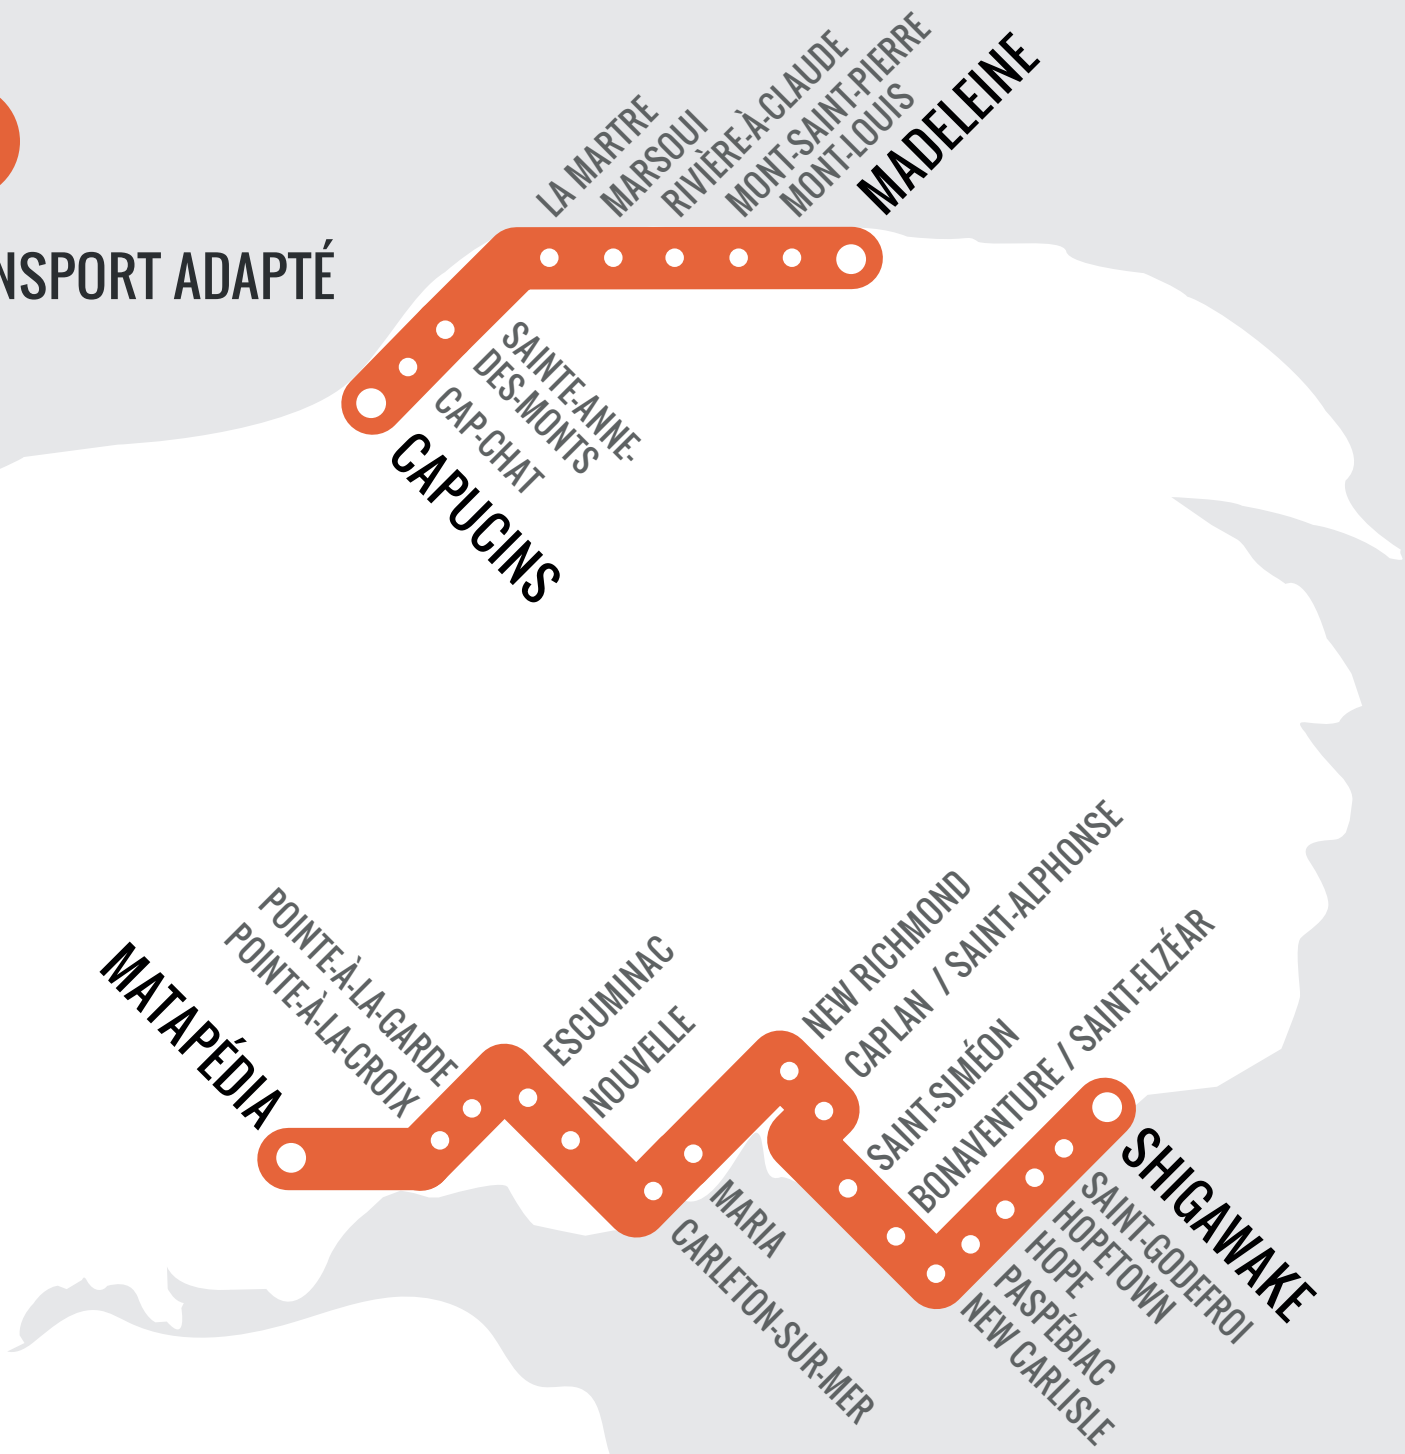 LA MARTRE
MARSOUI
RIVIÈRE-À-CLAUDE
MONT-SAINT-PIERRE
MONT-LOUIS
MADELEINE
NSPORT ADAPTÉ
SAINTE-ANNE-
DES-MONTS
CAP-CHAT
CAPUCINS
MATAPÉDIA
POINTE-À-LA-CROIX
POINTE-À-LA-GARDE
ESCUMINAC
NOUVELLE
CARLETON-SUR-MER
MARIA
NEW RICHMOND
CAPLAN / SAINT-ALPHONSE
SAINT-SIMÉON
BONAVENTURE / SAINT-ELZÉAR
NEW CARLISLE
PASPÉBIAC
HOPE
HOPETOWN
SAINT-GODEFROI
SHIGAWAKE